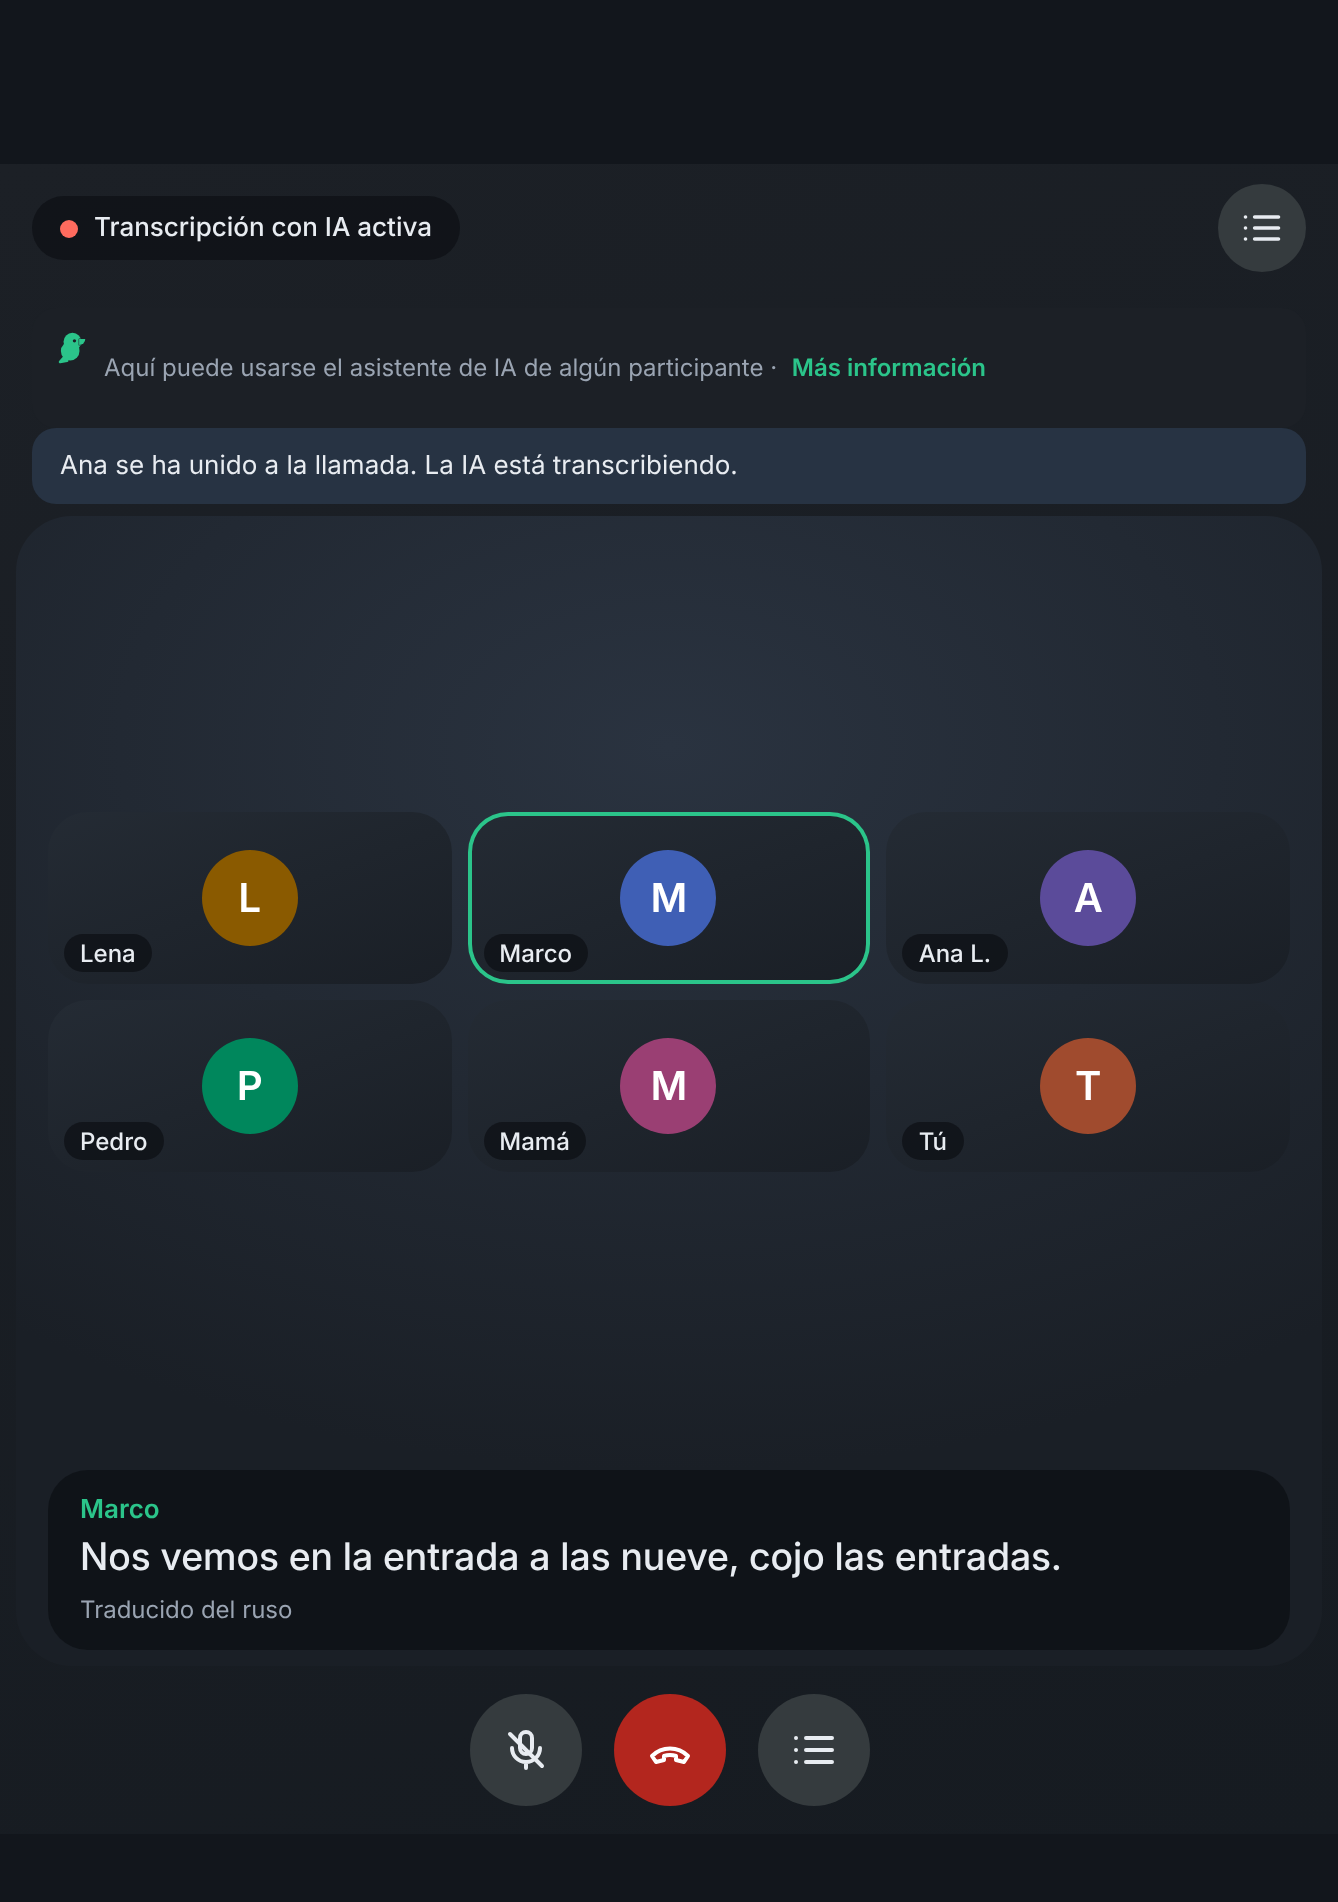 Transcripción con IA activa
Aquí puede usarse el asistente de IA de algún participante · Más información
Ana se ha unido a la llamada. La IA está transcribiendo.
L
Lena
M
Marco
A
Ana L.
P
Pedro
M
Mamá
T
Tú
Marco
Nos vemos en la entrada a las nueve, cojo las entradas.
Traducido del ruso